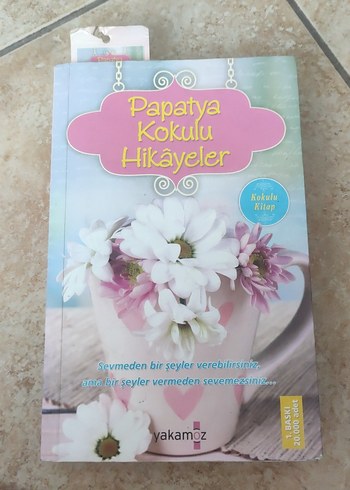 Papatya
Kokulu
Hikâyeler
Kokulu
Kitap
Sevmeden bir şeyler verebilirsiniz,
ama bir şeyler vermeden sevemezsiniz...
1. BASKI
20.000 adet
yakamoz